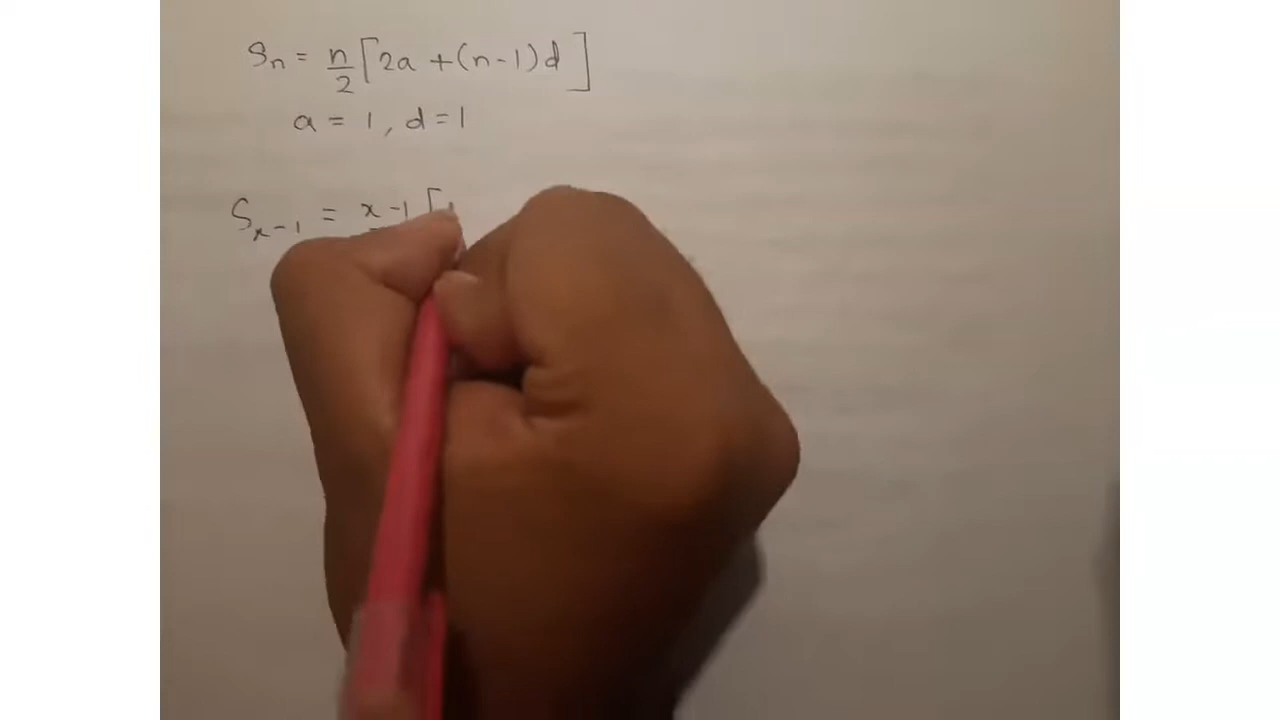 Sn = n/2 [2a + (n-1)d]
a = 1, d = 1
Sx-1 = x-1 [